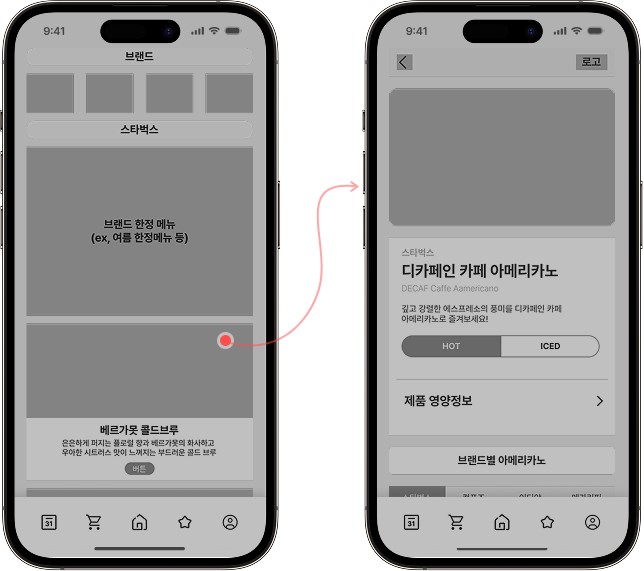 9:41
브랜드
스타벅스
브랜드 한정 메뉴
(ex, 여름 한정메뉴 등)
베르가못 콜드브루
은은하게 퍼지는 플로럴 향과 베르가못의 화사하고
우아한 시트러스 맛이 느껴지는 부드러운 콜드 브루
버튼
31
9:41
로고
스타벅스
디카페인 카페 아메리카노
DECAF Caffe Aamericano
깊고 강렬한 에스프레소의 풍미를 디카페인 카페
아메리카노로 즐겨보세요!
HOT ICED
제품 영양정보
브랜드별 아메리카노
스타벅스
31